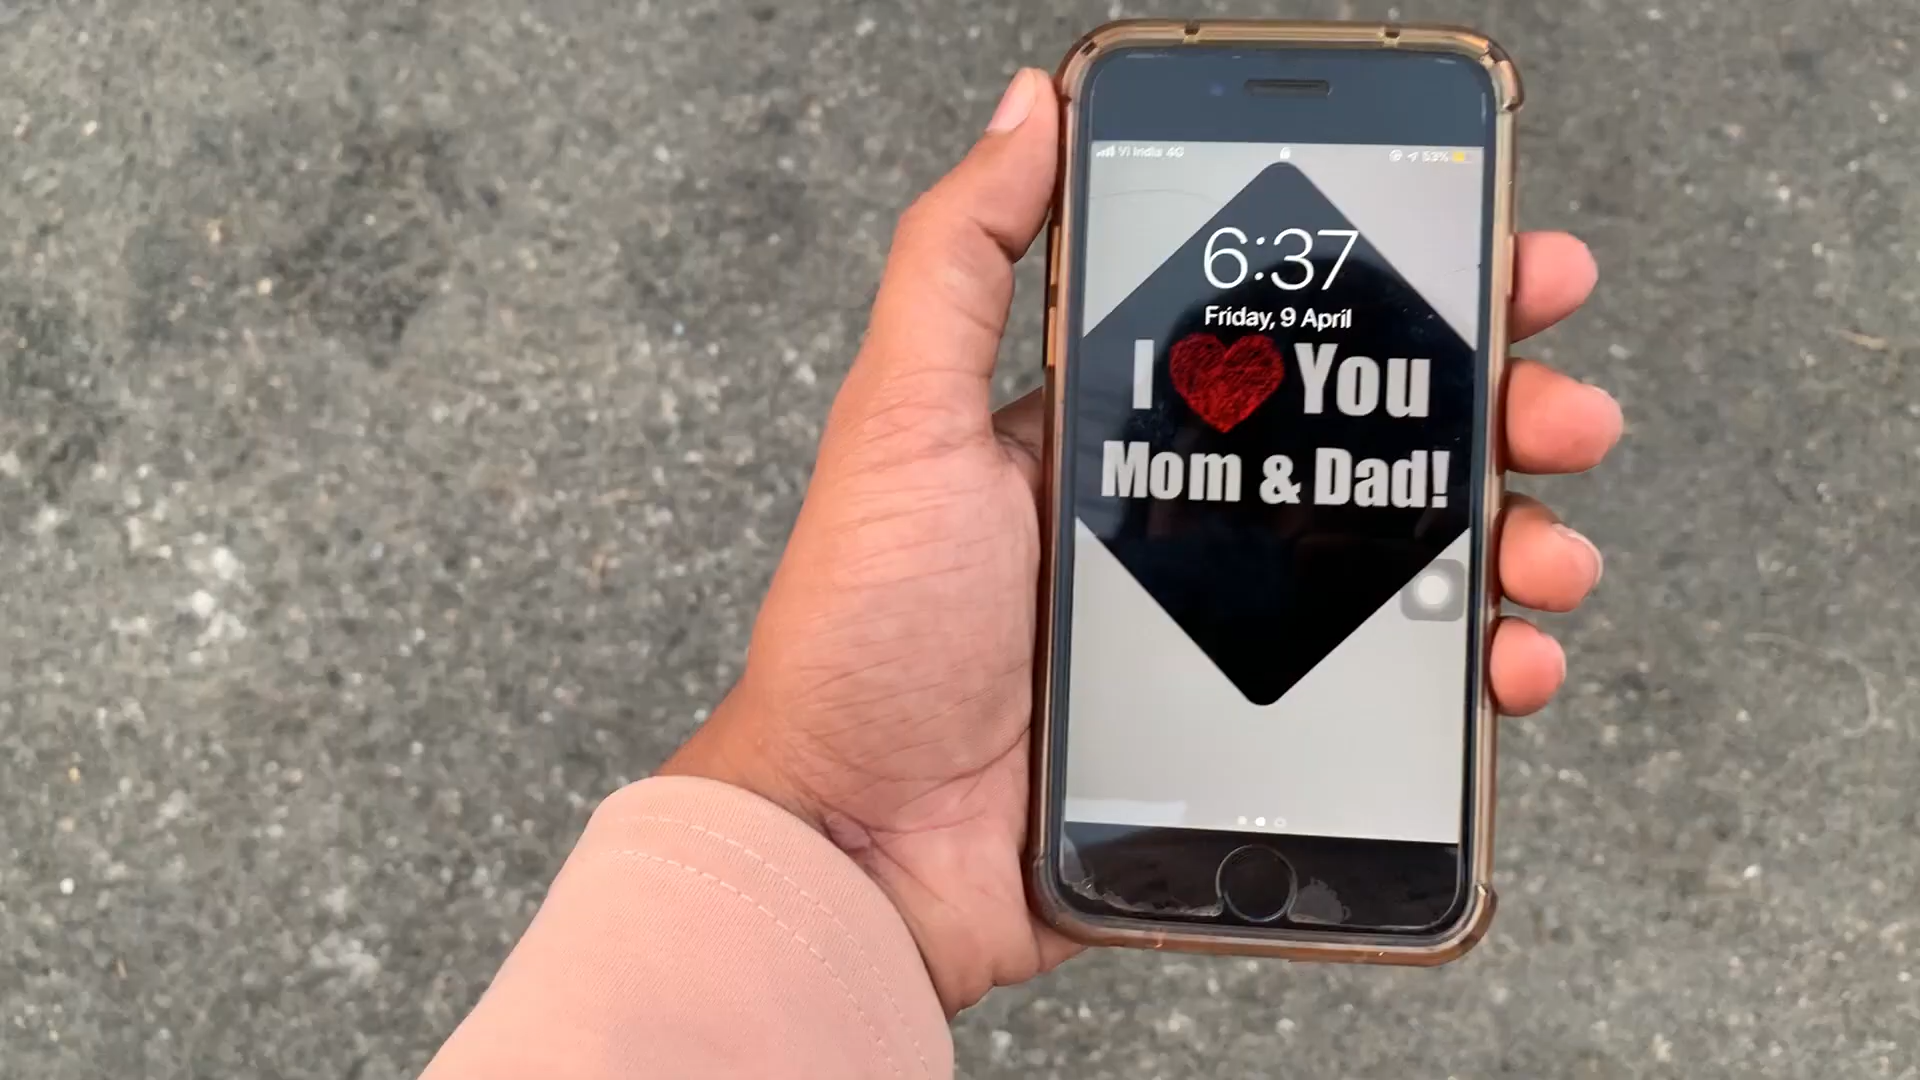 Vi India 4G 53%
6:37
Friday, 9 April
I ❤ You
Mom & Dad!